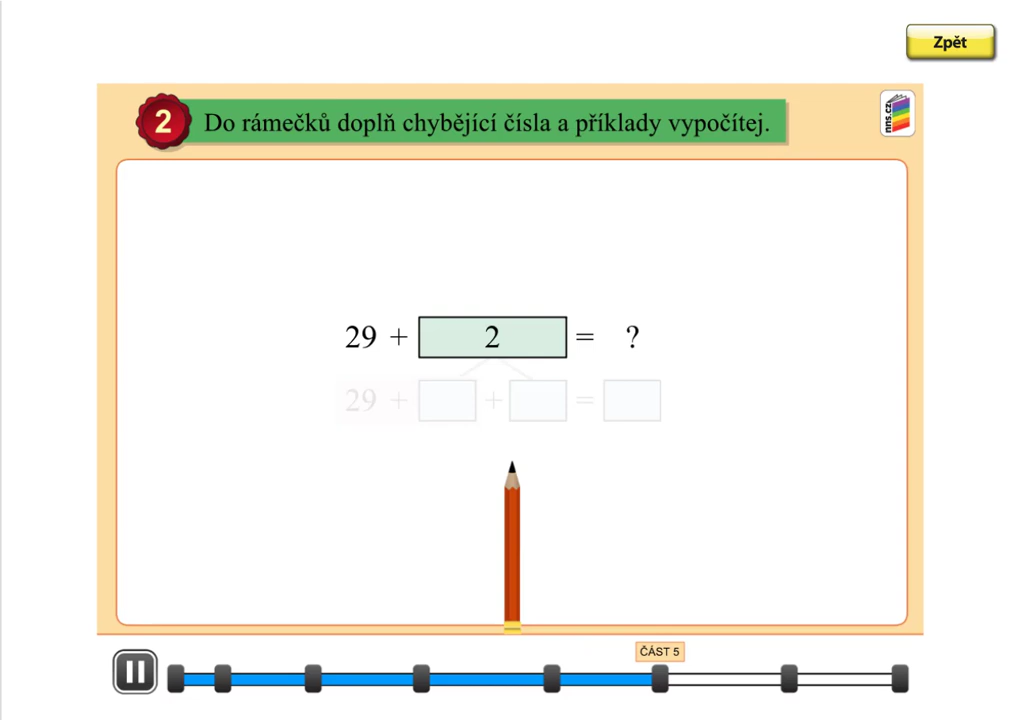 Zpět
2 Do rámečků doplň chybějící čísla a příklady vypočítej.
nns.cz
29 + 2 = ?
29 + + =
ČÁST 5